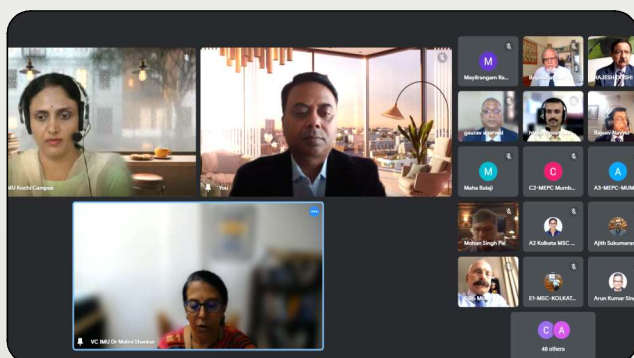 MU Kochi Campus
You
VC IMU Dr Malini Shankar
M
Mayilrangam Ra...
RAJESH DOSHI
gaurav agarwal
Rajeev Nayyar
M
Maha Balaji
C
C2-MEPC Mumb...
A
A3-MEPC-MUM
Mohan Singh Pal
A2 Kolkata MSC ...
Ajith Sukumaran
E1-MSC-KOLKAT...
Arun Kumar Sin
C A
48 others